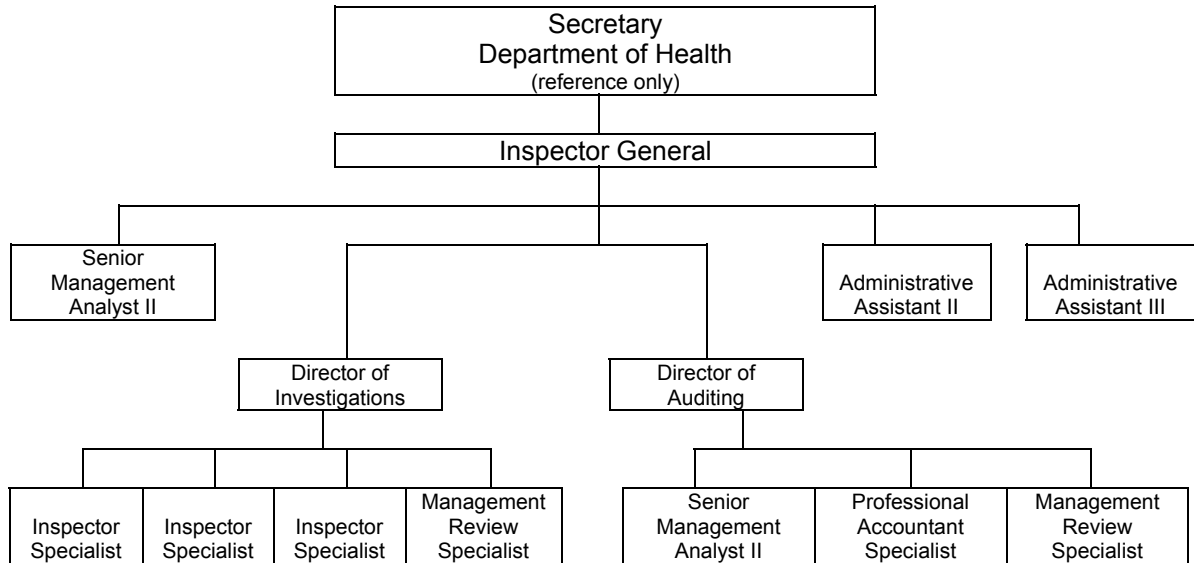 Secretary
Department of Health
(reference only)
Inspector General
Senior
Management
Analyst II
Administrative
Assistant II
Administrative
Assistant III
Director of
Investigations
Director of
Auditing
Inspector
Specialist
Inspector
Specialist
Inspector
Specialist
Management
Review
Specialist
Senior
Management
Analyst II
Professional
Accountant
Specialist
Management
Review
Specialist